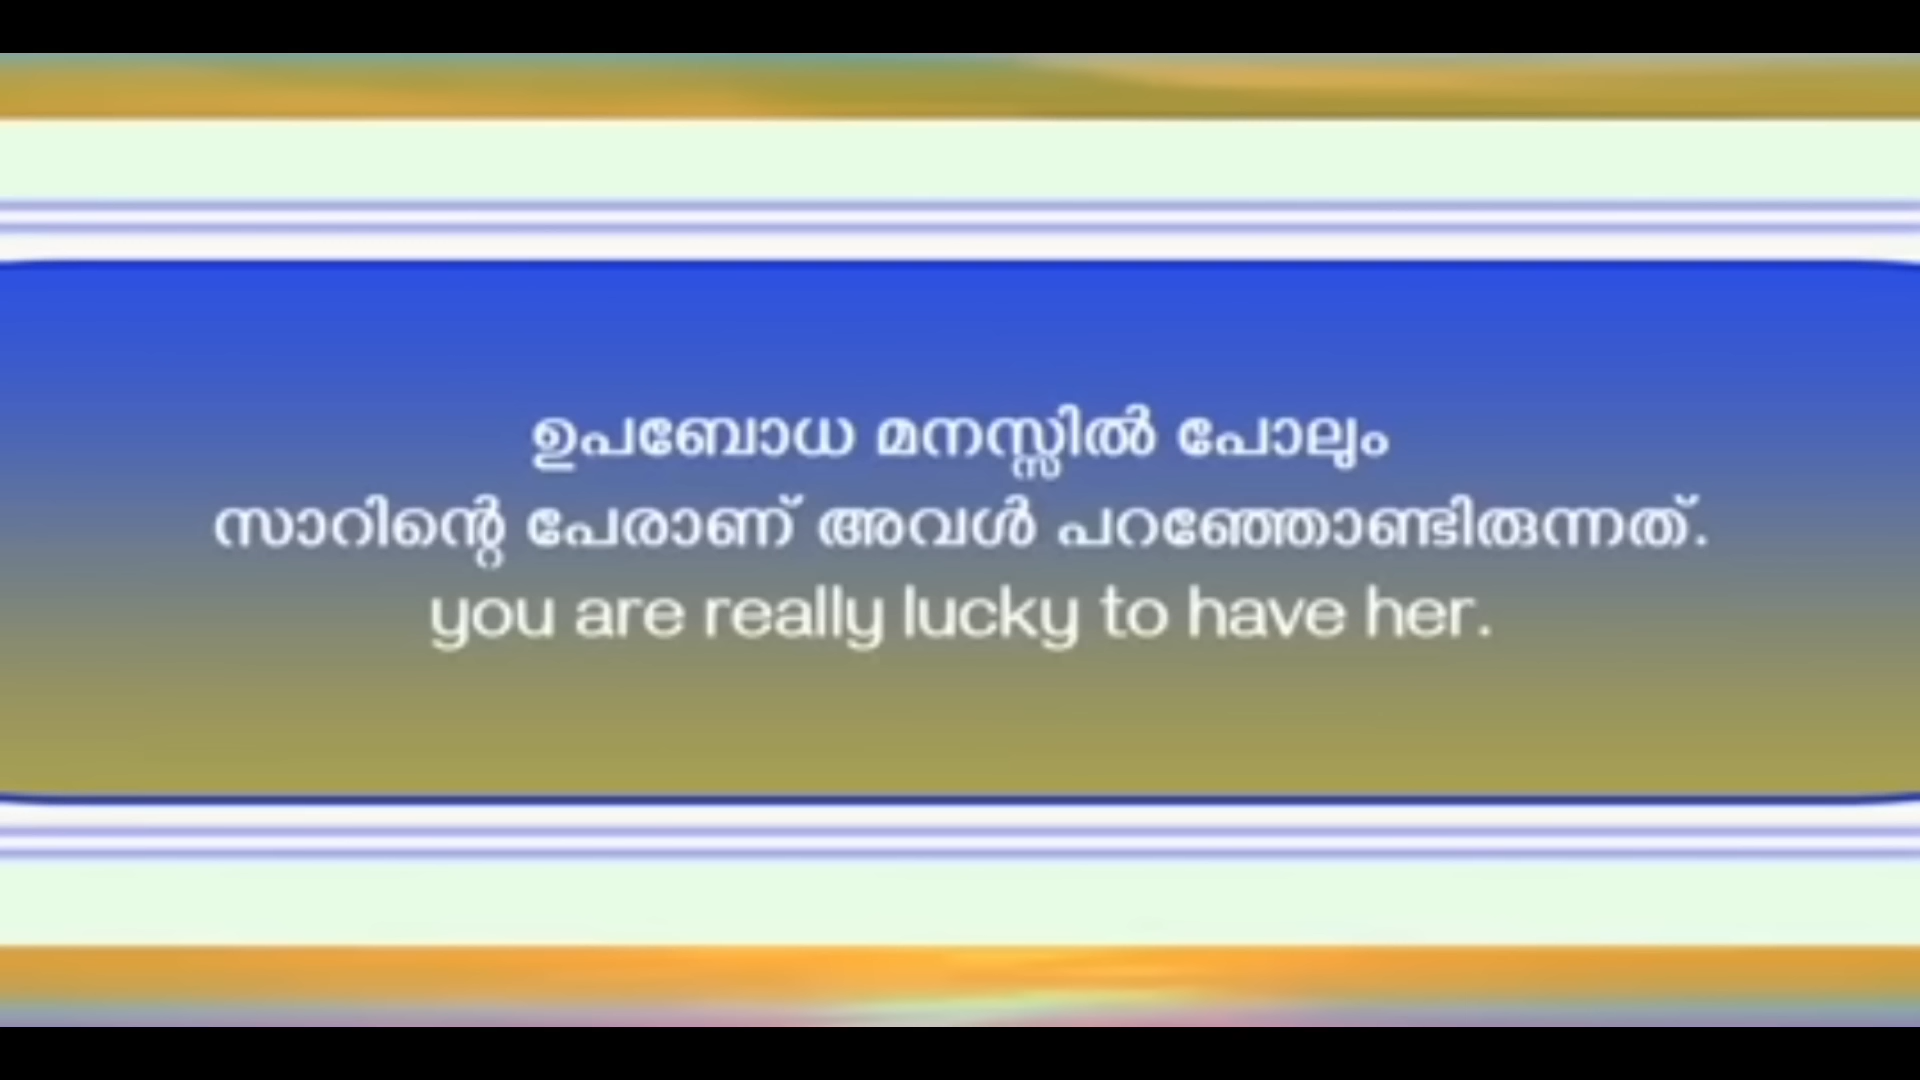 ഉപബോധ മനസ്സിൽ പോലും
സാറിന്റെ പേരാണ് അവൾ പറഞ്ഞോണ്ടിരുന്നത്.
you are really lucky to have her.